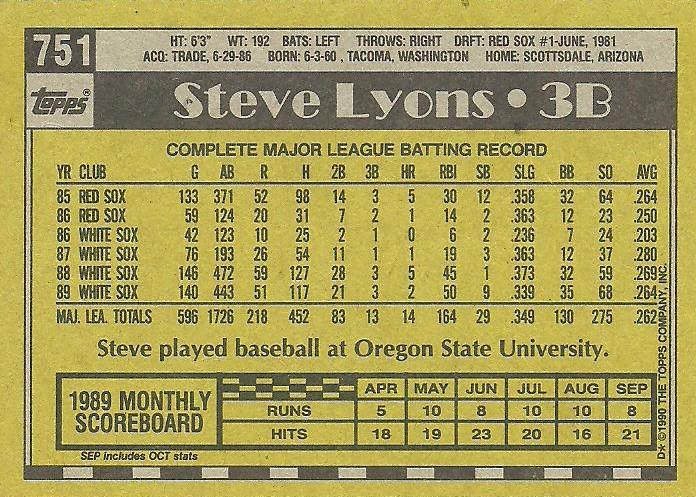 751
HT: 6'3" WT: 192 BATS: LEFT THROWS: RIGHT DRFT: RED SOX #1-JUNE, 1981
ACQ: TRADE, 6-29-86 BORN: 6-3-60 , TACOMA, WASHINGTON HOME: SCOTTSDALE, ARIZONA
topps® Steve Lyons • 3B
COMPLETE MAJOR LEAGUE BATTING RECORD
YR CLUB G AB R H 2B 3B HR RBI SB SLG BB SO AVG
85 RED SOX 133 371 52 98 14 3 5 30 12 .358 32 64 .264
86 RED SOX 59 124 20 31 7 2 1 14 2 .363 12 23 .250
86 WHITE SOX 42 123 10 25 2 1 0 6 2 .236 7 24 .203
87 WHITE SOX 76 193 26 54 11 1 1 19 3 .363 12 37 .280
88 WHITE SOX 146 472 59 127 28 3 5 45 1 .373 32 59 .269
89 WHITE SOX 140 443 51 117 21 3 2 50 9 .339 35 68 .264
MAJ. LEA. TOTALS 596 1726 218 452 83 13 14 164 29 .349 130 275 .262
Steve played baseball at Oregon State University.
1989 MONTHLY SCOREBOARD
APR MAY JUN JUL AUG SEP
RUNS 5 10 8 10 10 8
HITS 18 19 23 20 16 21
SEP includes OCT stats
D* ©1990 THE TOPPS COMPANY, INC.